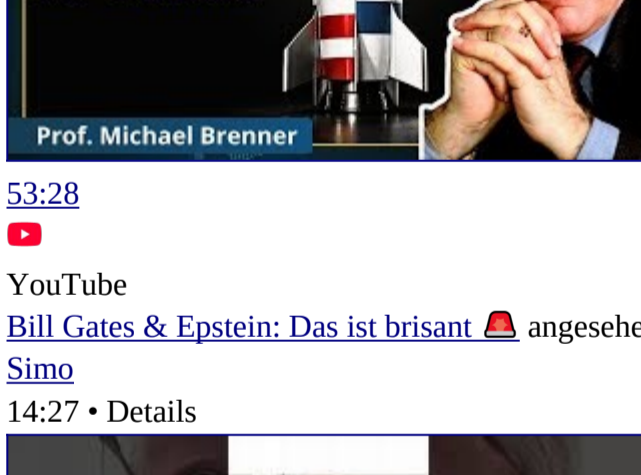 Prof. Michael Brenner
53:28
YouTube
Bill Gates & Epstein: Das ist brisant 🚨 angesehe
Simo
14:27 • Details